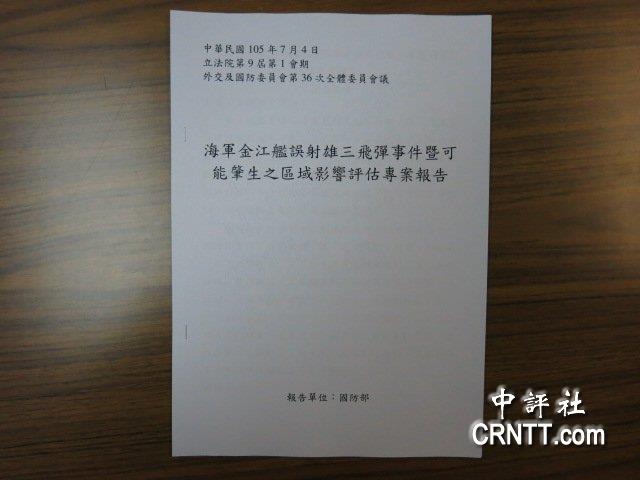 中華民國 105 年 7 月 4 日
立法院第 9 屆第 1 會期
外交及國防委員會第 36 次全體委員會議
海軍金江艦誤射雄三飛彈事件暨可
能肇生之區域影響評估專案報告
報告單位：國防部
中評社
CRNTT.com